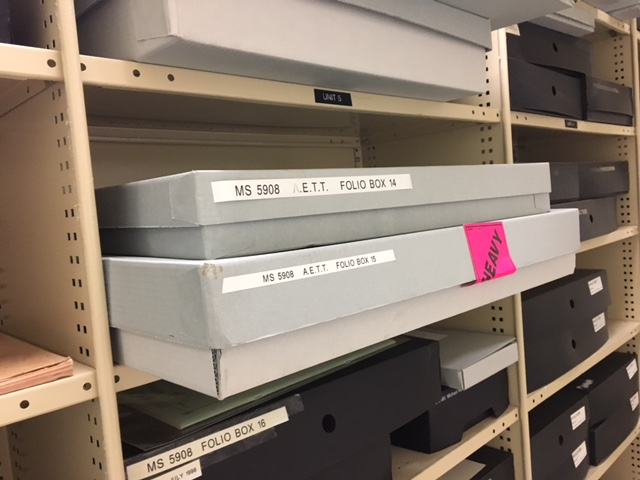 UNIT 5
MS 5908 A.E.T.T. FOLIO BOX 14
MS 5908 A.E.T.T. FOLIO BOX 15
HEAVY
MS 5908 FOLIO BOX 16